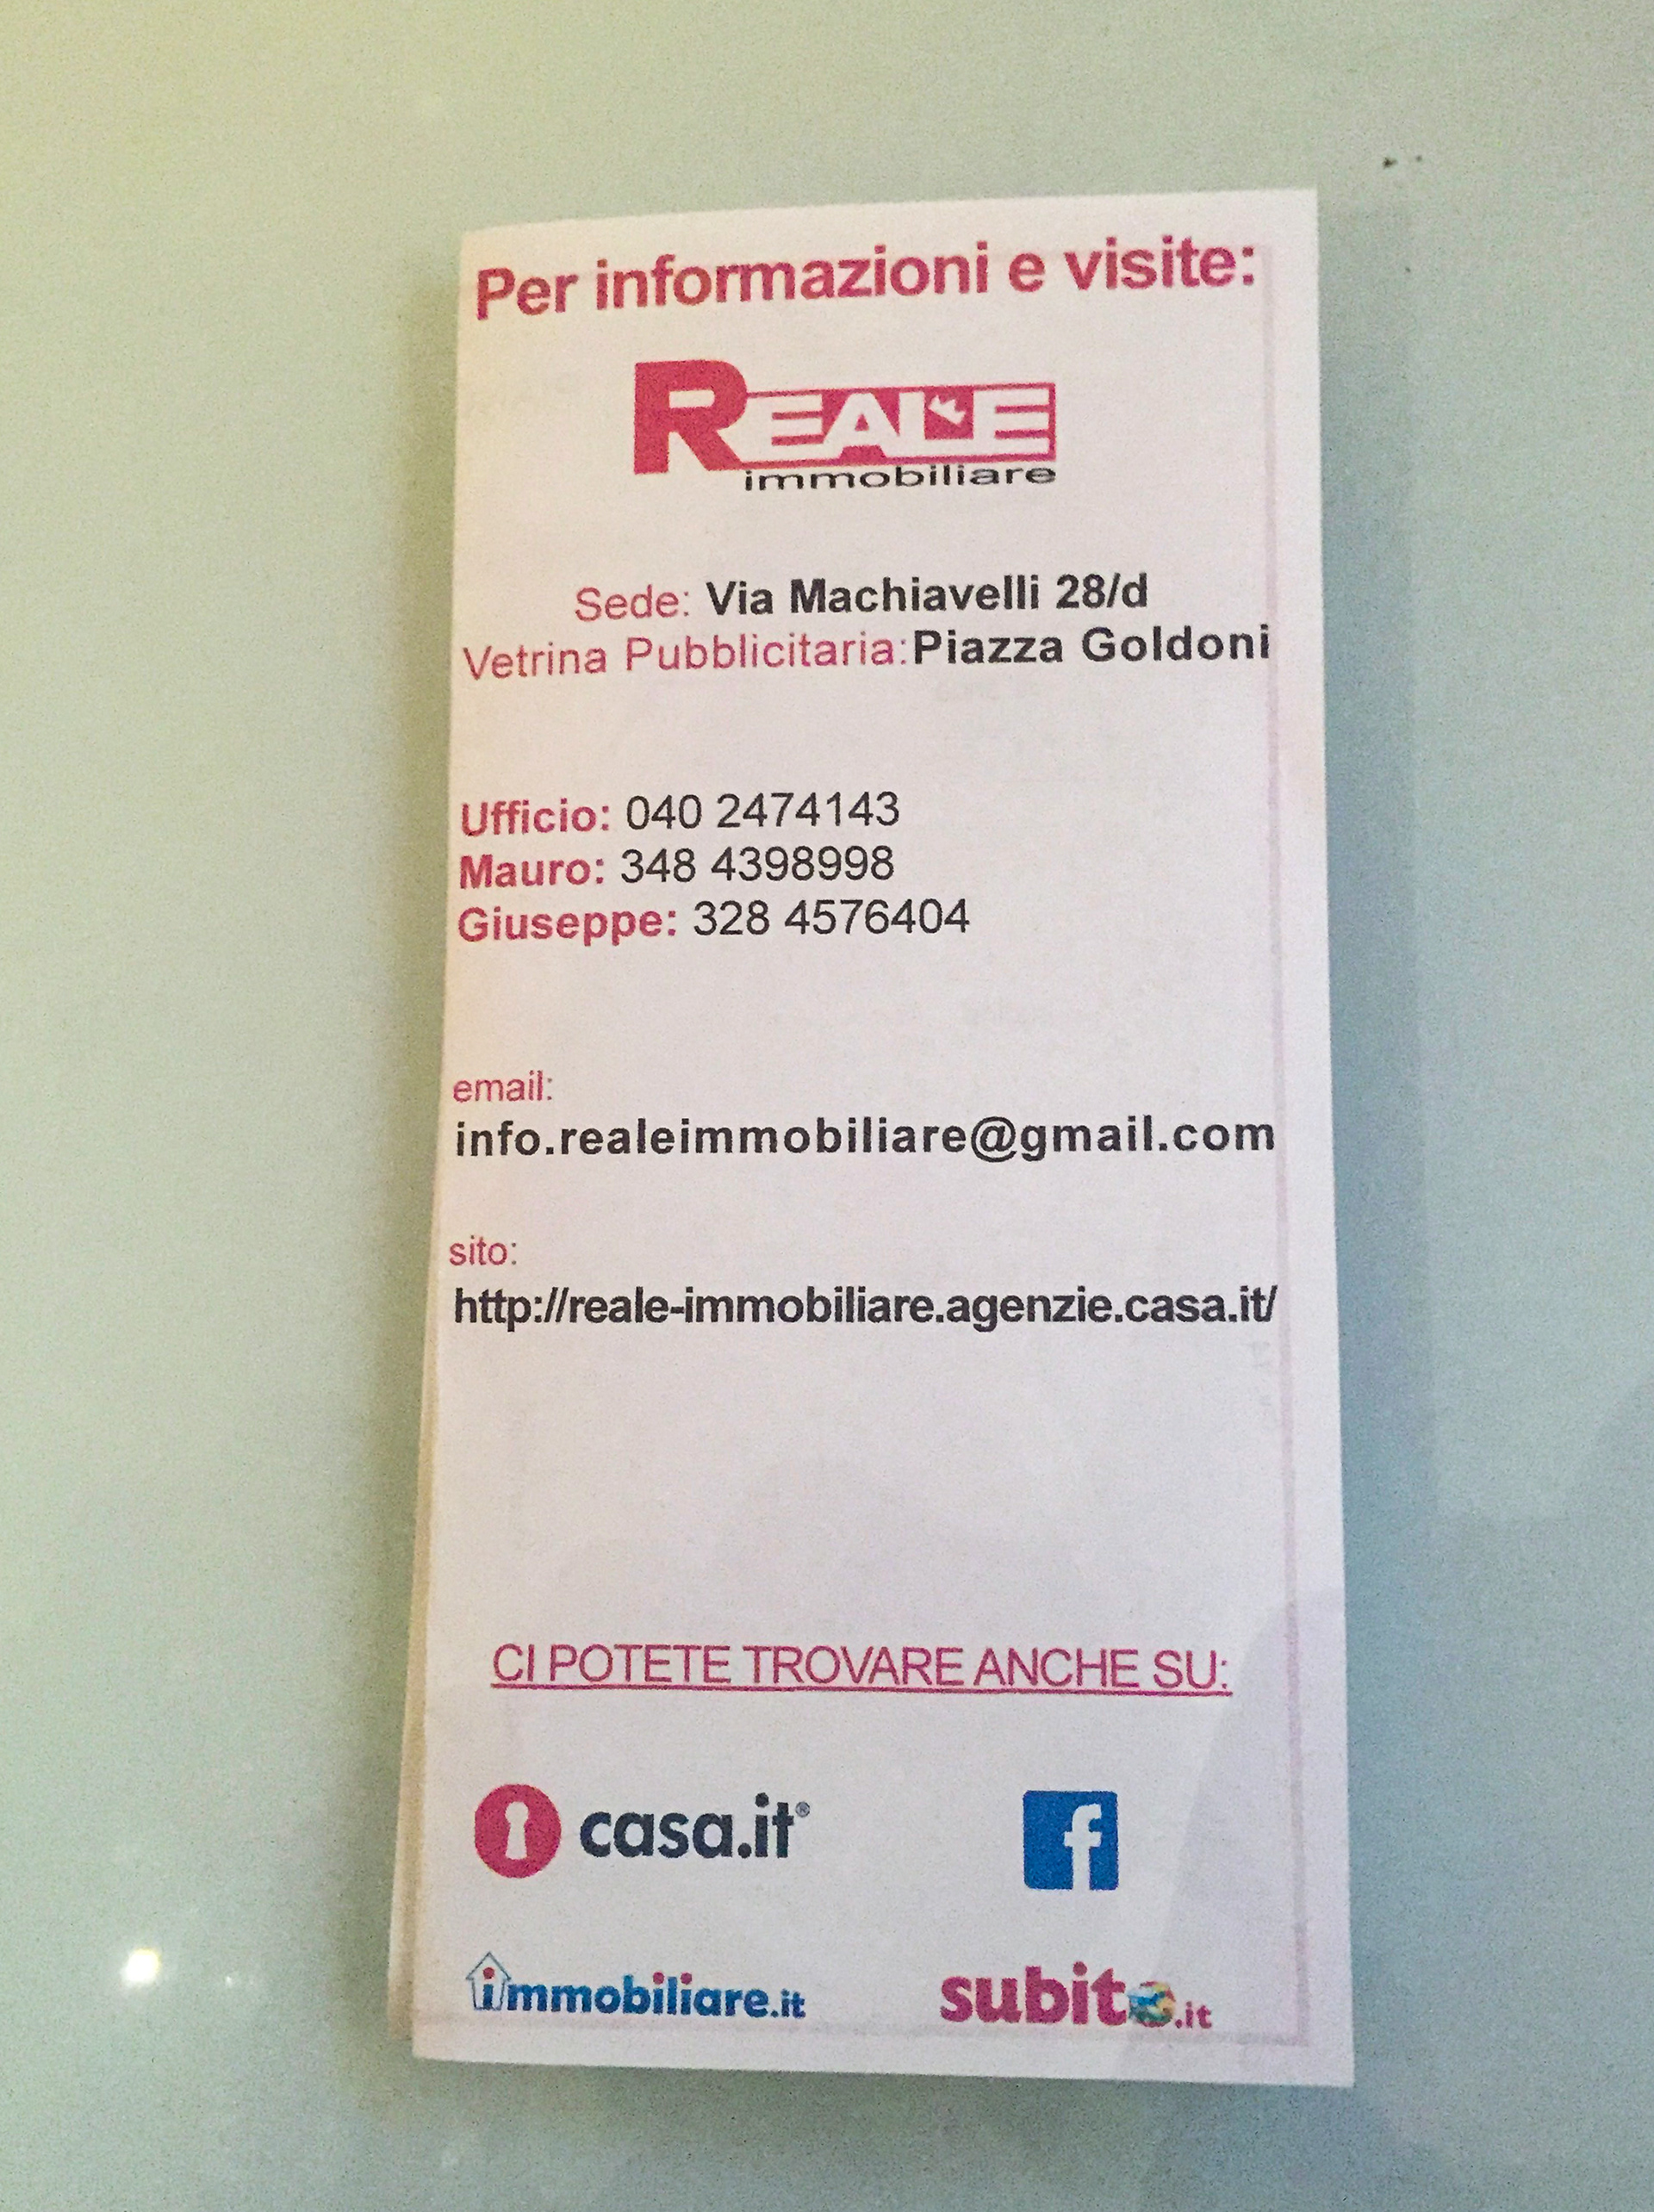 Per informazioni e visite:
REALE
immobiliare
Sede: Via Machiavelli 28/d
Vetrina Pubblicitaria:Piazza Goldoni
Ufficio: 040 2474143
Mauro: 348 4398998
Giuseppe: 328 4576404
email:
info.realeimmobiliare@gmail.com
sito:
http://reale-immobiliare.agenzie.casa.it/
CI POTETE TROVARE ANCHE SU:
casa.it® f
immobiliare.it subito.it